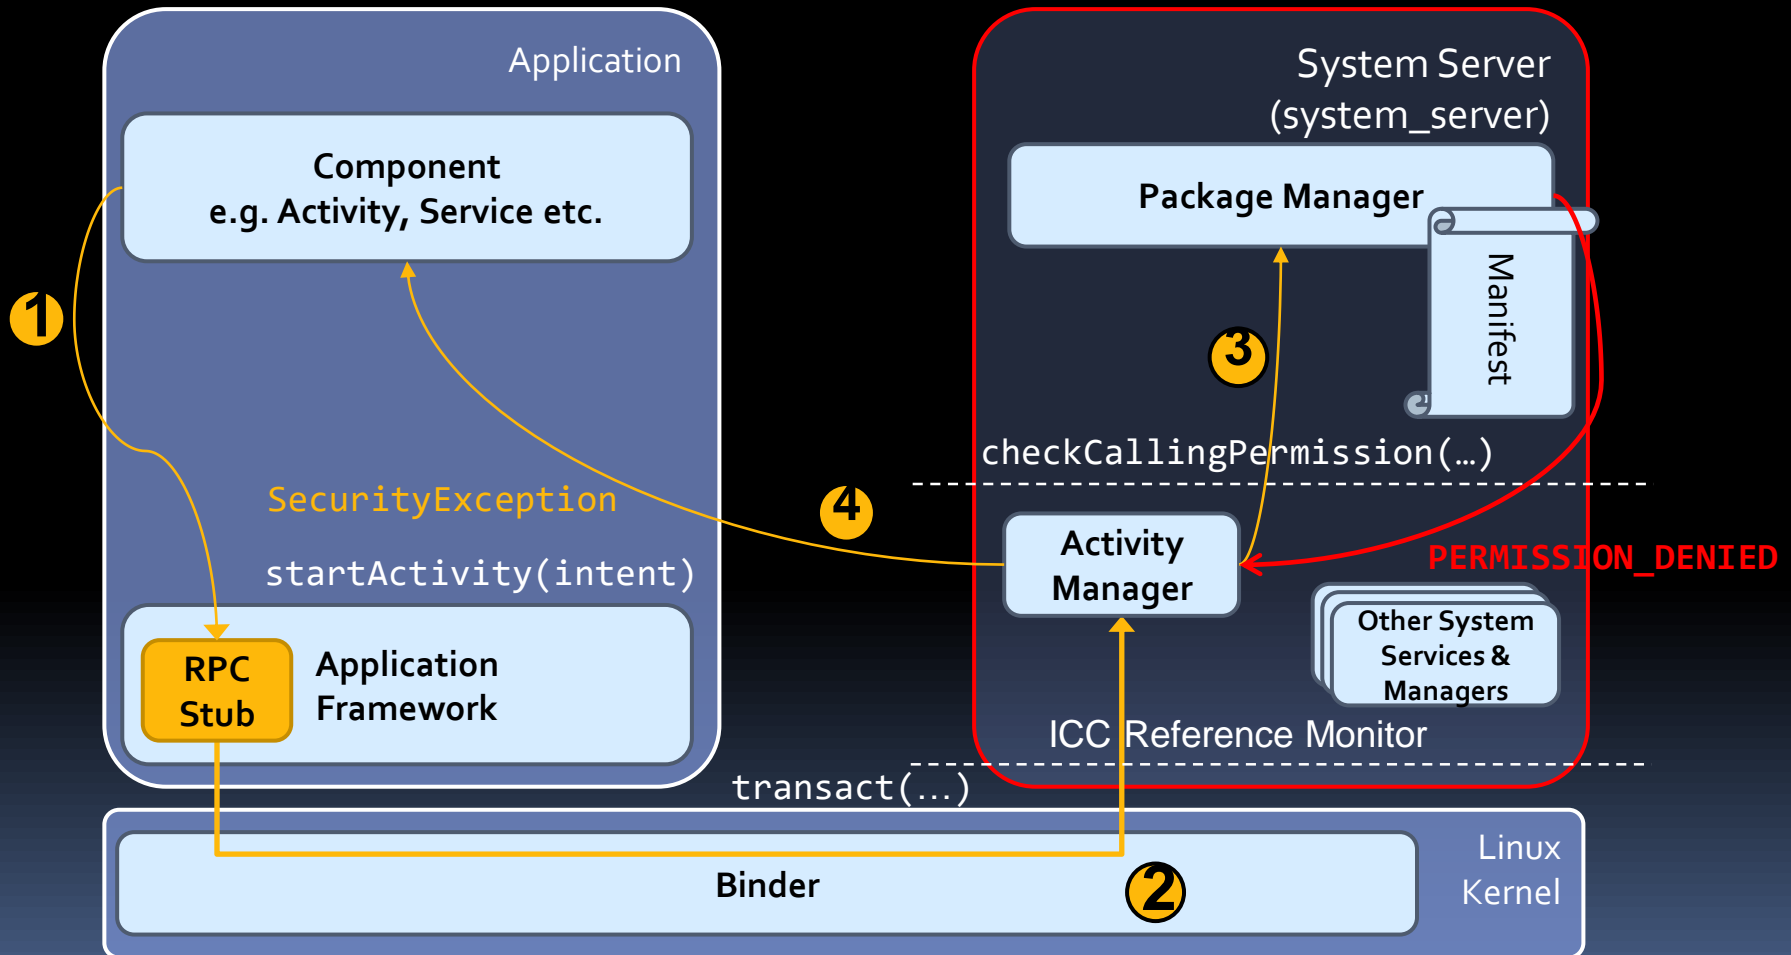 Application
Component
e.g. Activity, Service etc.
1
SecurityException
startActivity(intent)
RPC
Stub
Application
Framework
System Server
(system_server)
Package Manager
Manifest
3
checkCallingPermission(…)
4
Activity
Manager
PERMISSION_DENIED
Other System
Services &
Managers
ICC Reference Monitor
transact(…)
Binder
2
Linux
Kernel